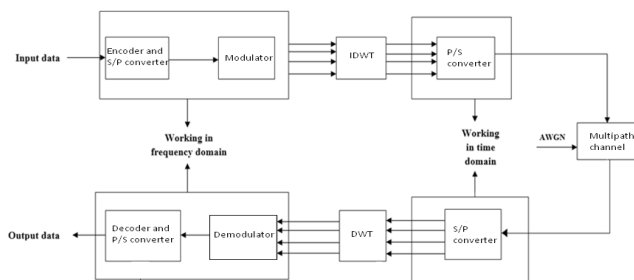 Input data
Encoder and
S/P converter
Modulator
IDWT
P/S
converter
Working in
frequency domain
Working
in time
domain
AWGN
Multipath
channel
Output data
Decoder and
P/S converter
Demodulator
DWT
S/P
converter